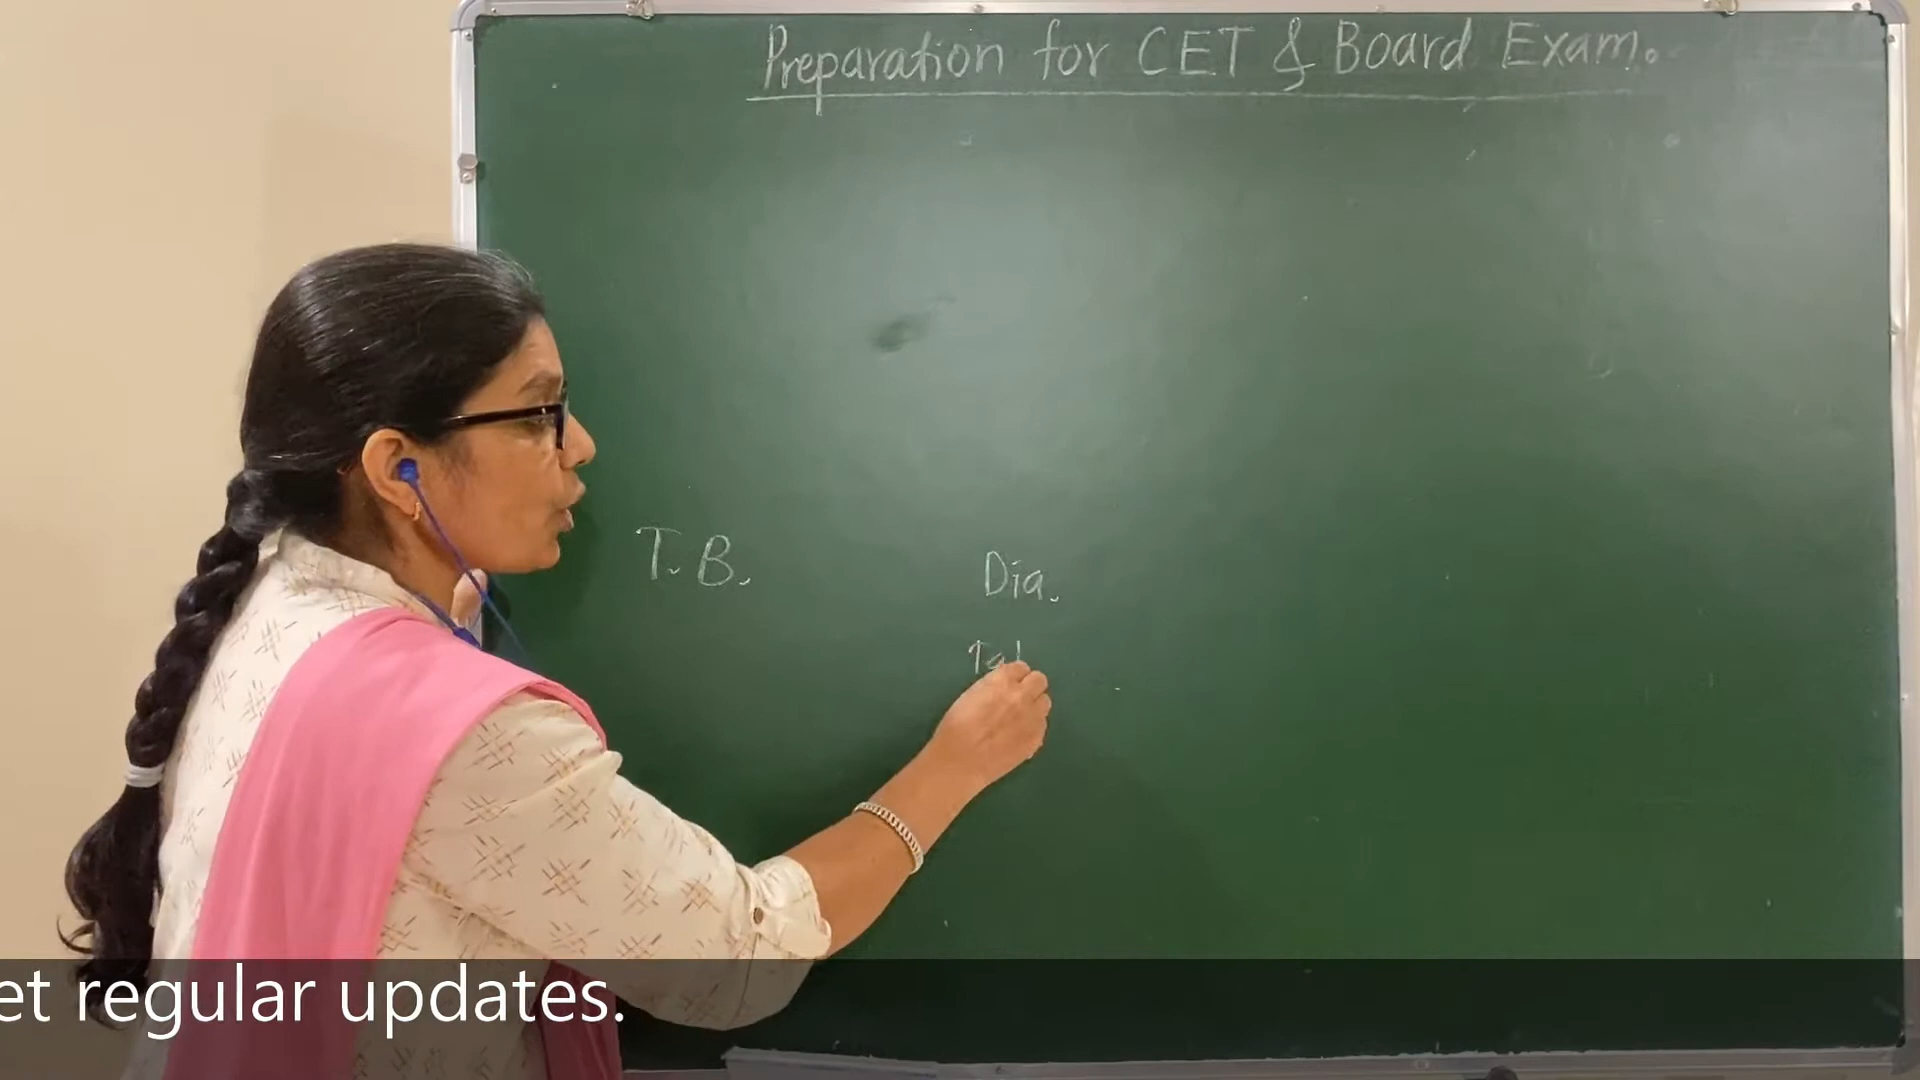 Preparation for CET & Board Exam.
T.B.
Dia.
et regular updates.